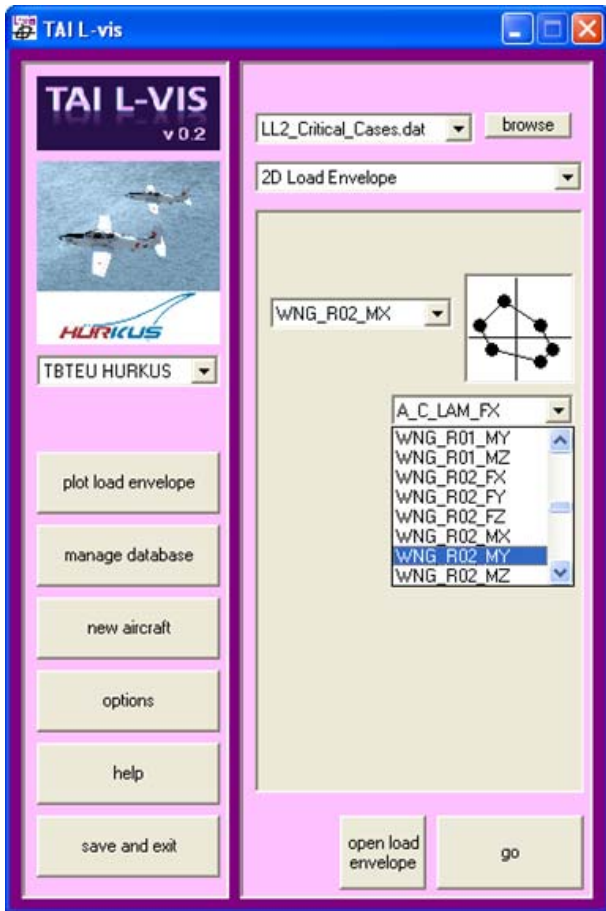 TAI L-vis
TAI L-VIS
v 0.2
HÜRKUŞ
TBTEU HURKUS
plot load envelope
manage database
new aircraft
options
help
save and exit
LL2_Critical_Cases.dat
browse
2D Load Envelope
WNG_R02_MX
A_C_LAM_FX
WNG_R01_MY
WNG_R01_MZ
WNG_R02_FX
WNG_R02_FY
WNG_R02_FZ
WNG_R02_MX
WNG_R02_MY
WNG_R02_MZ
open load
envelope
go